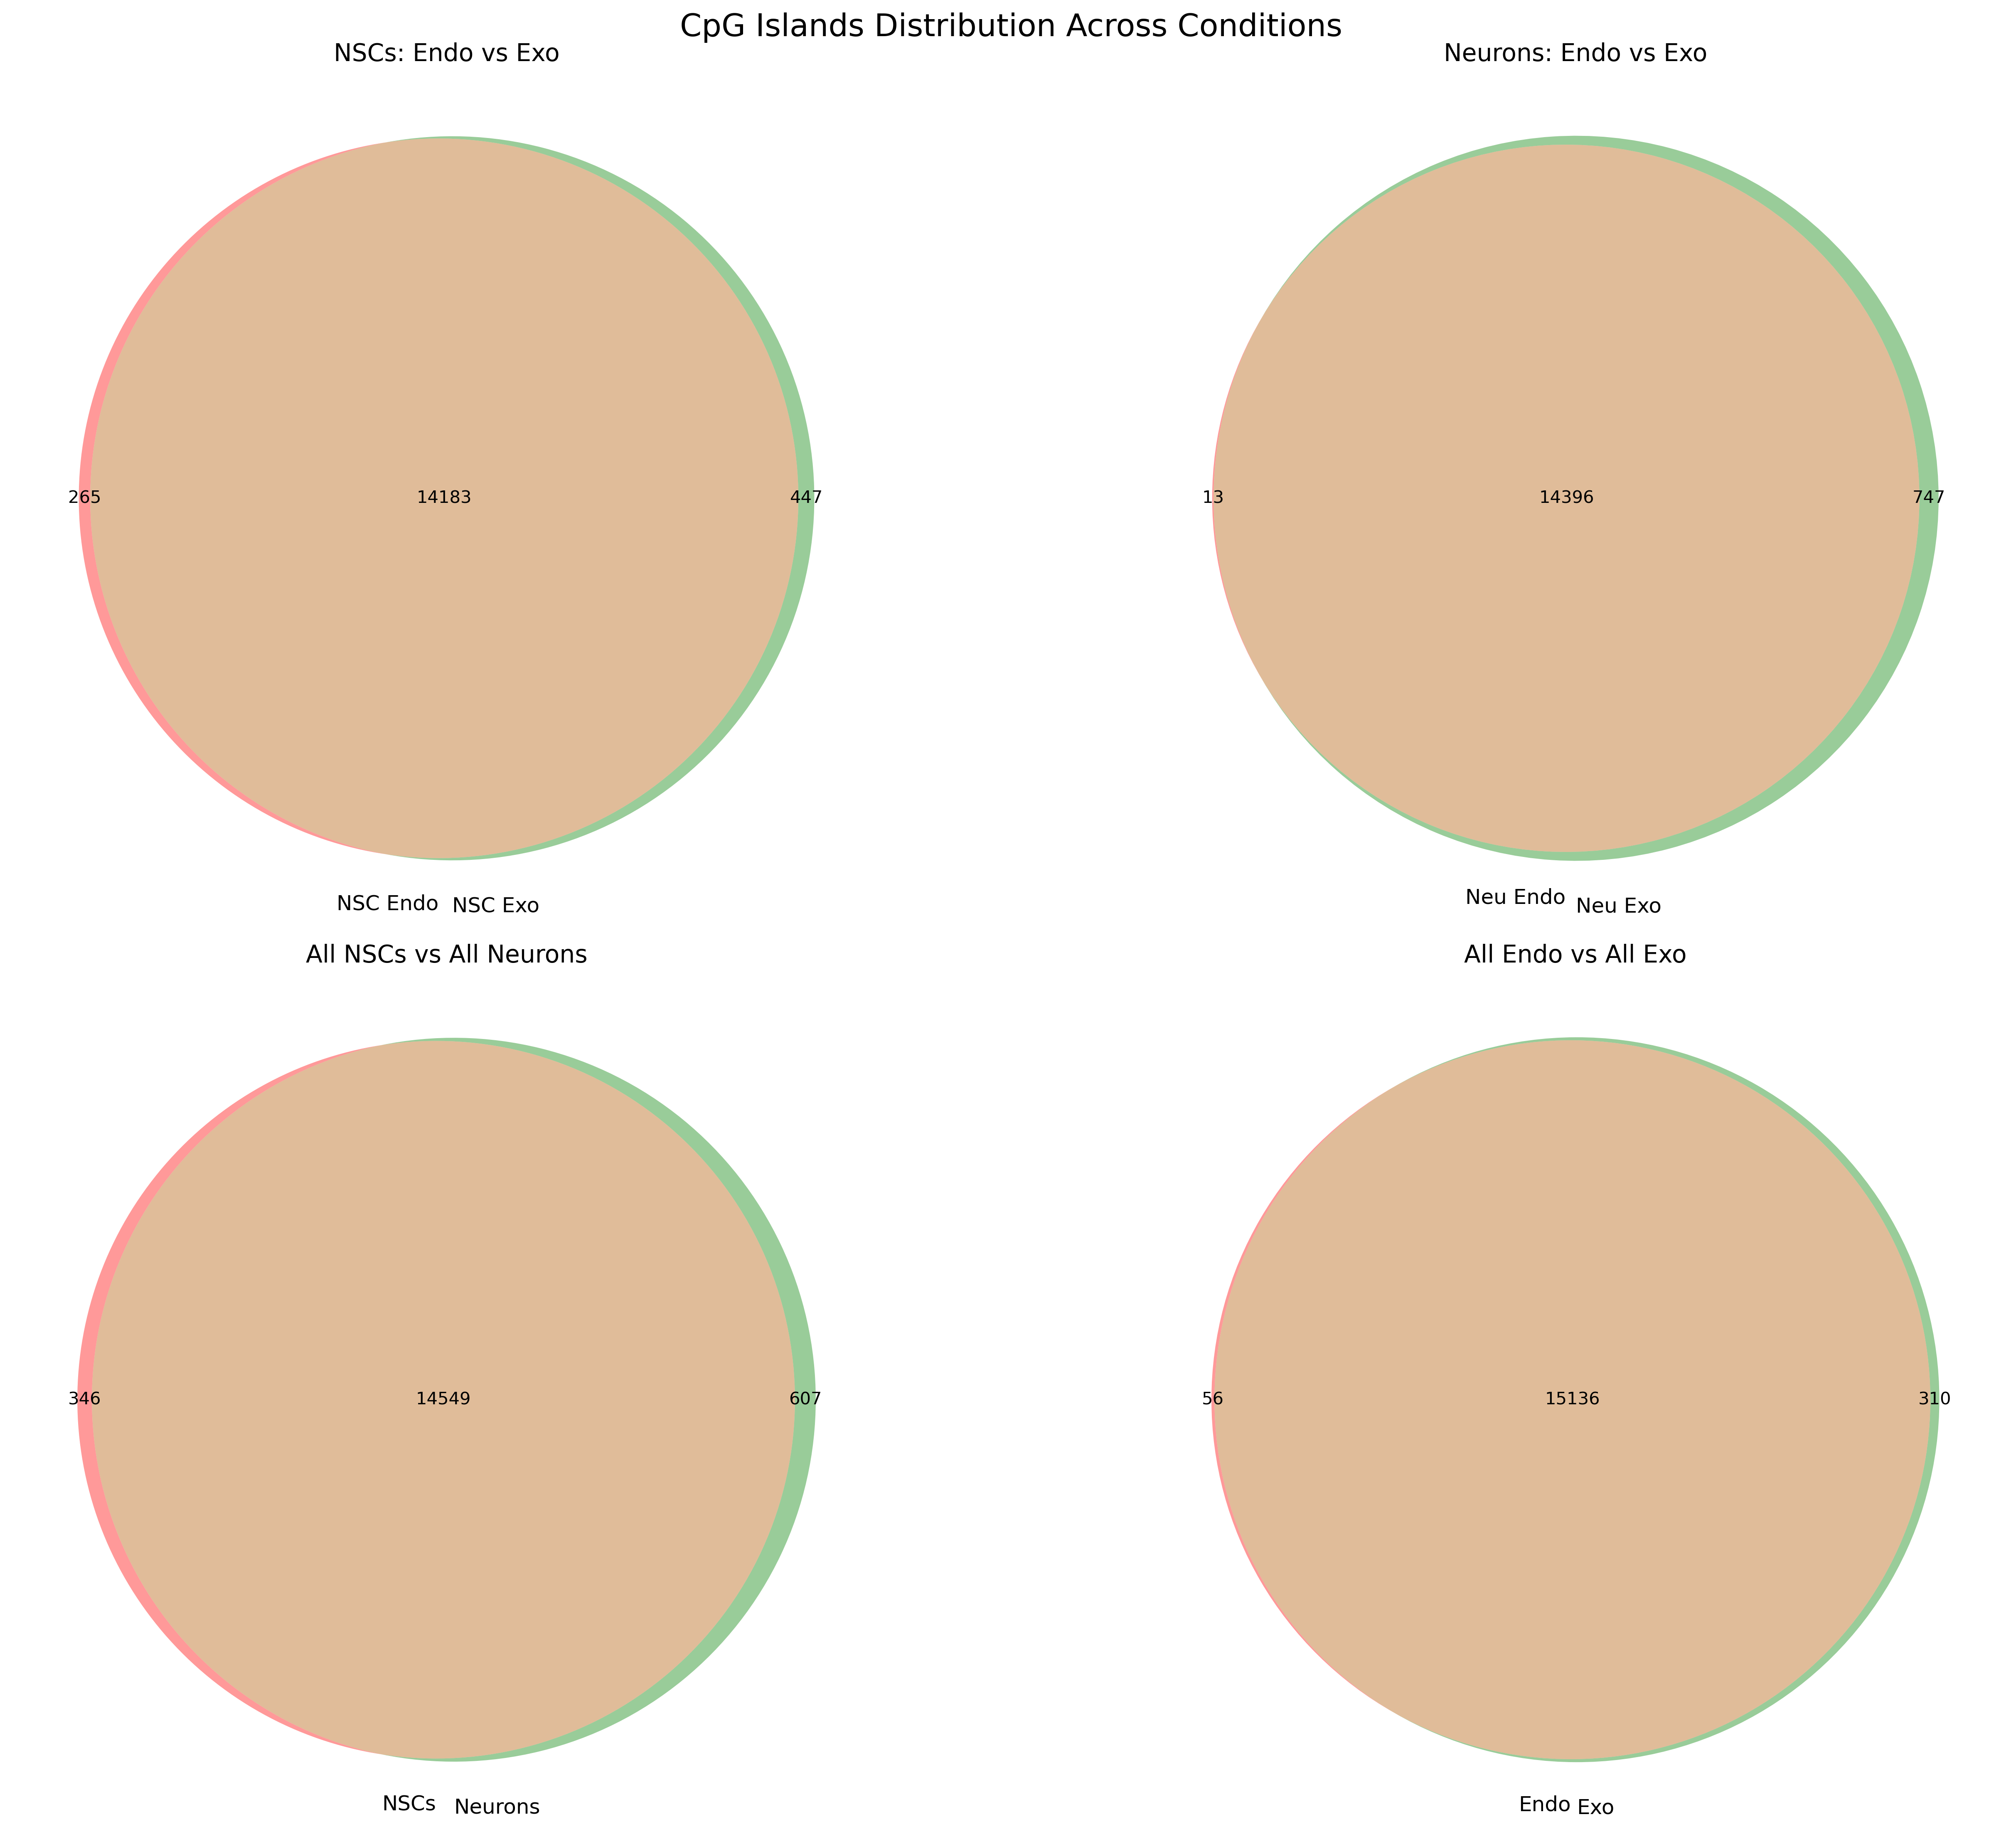 CpG Islands Distribution Across Conditions
NSCs: Endo vs Exo
265
14183
447
NSC Endo
NSC Exo
Neurons: Endo vs Exo
13
14396
747
Neu Endo
Neu Exo
All NSCs vs All Neurons
346
14549
607
NSCs
Neurons
All Endo vs All Exo
56
15136
310
Endo
Exo